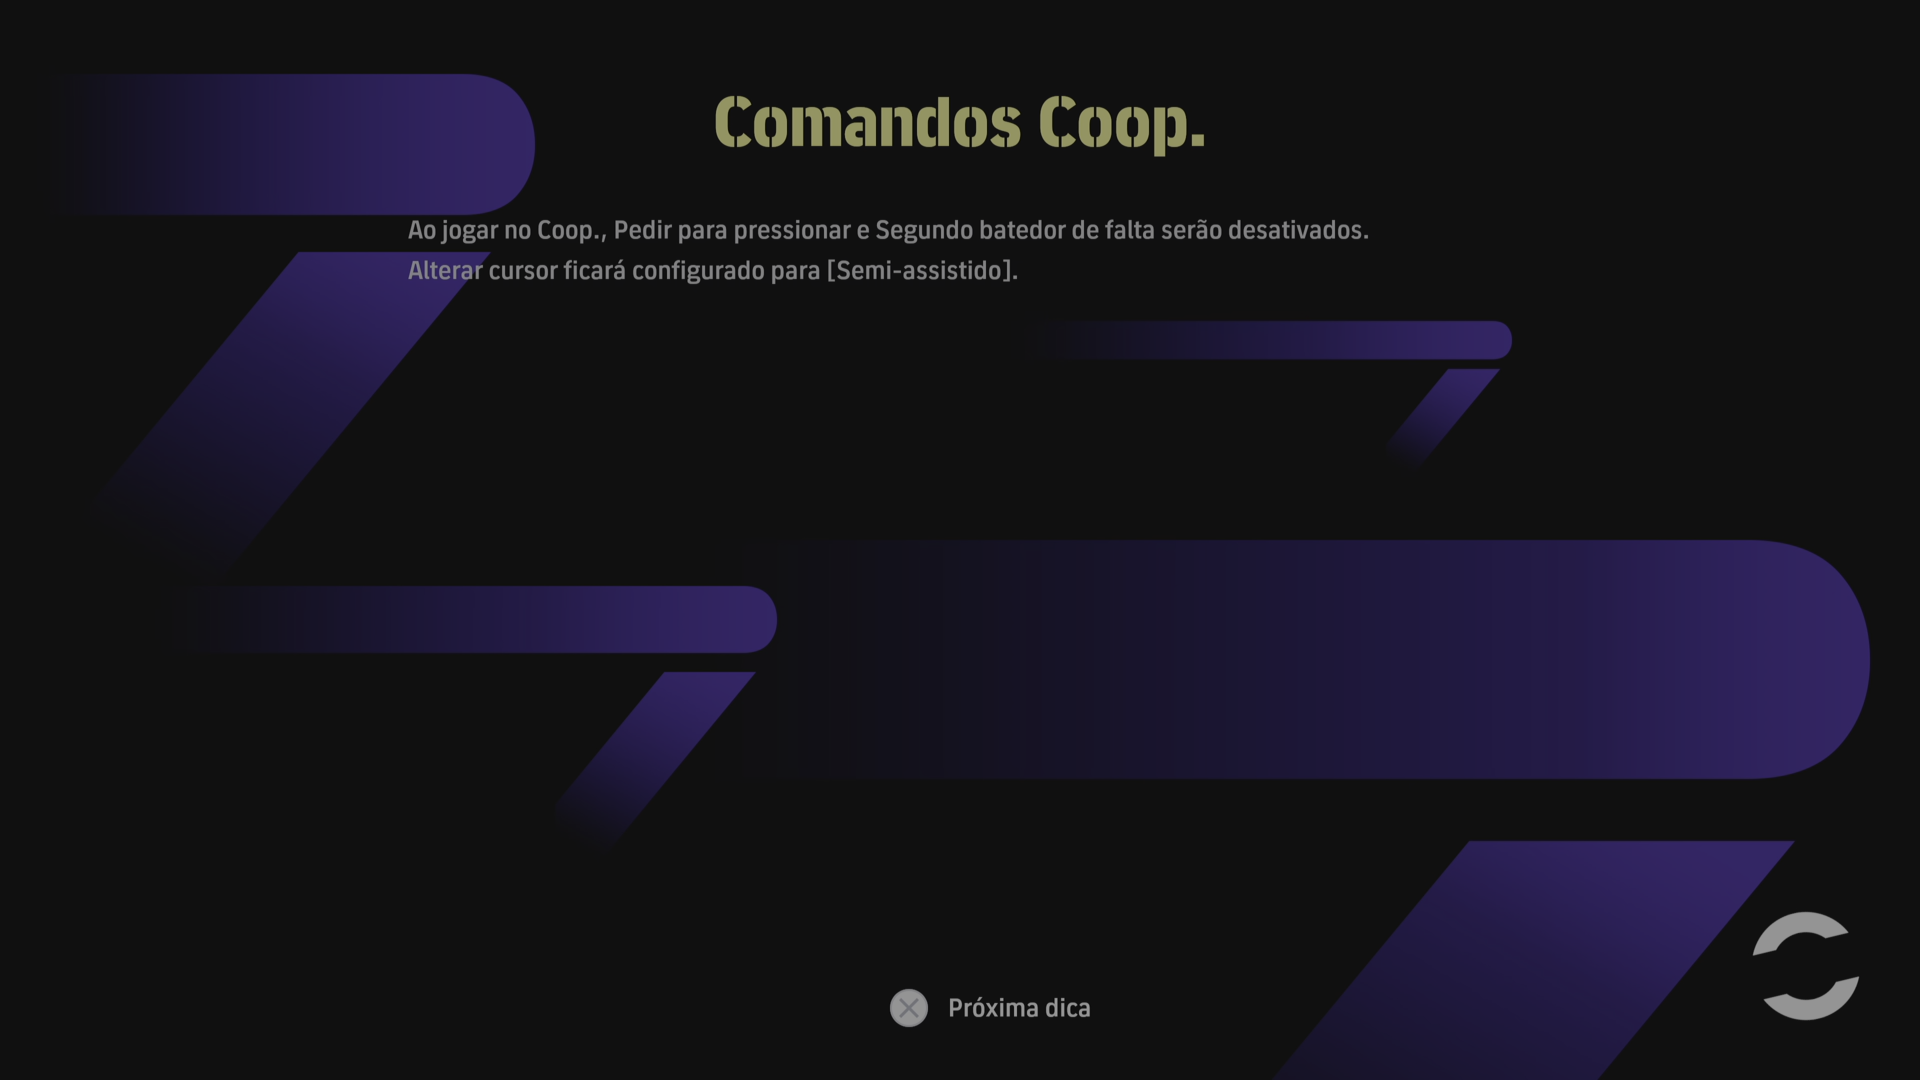 Comandos Coop.
Ao jogar no Coop., Pedir para pressionar e Segundo batedor de falta serão desativados.
Alterar cursor ficará configurado para [Semi-assistido].
Próxima dica